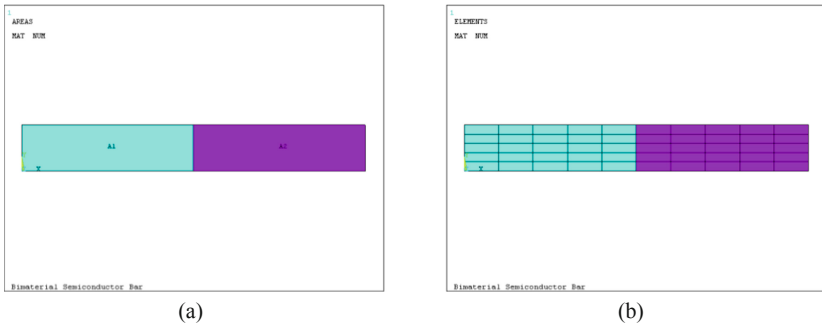 1
AREAS
MAT NUM
A1
A2
Y
X
Bimaterial Semiconductor Bar
(a)
1
ELEMENTS
MAT NUM
Y
X
Bimaterial Semiconductor Bar
(b)